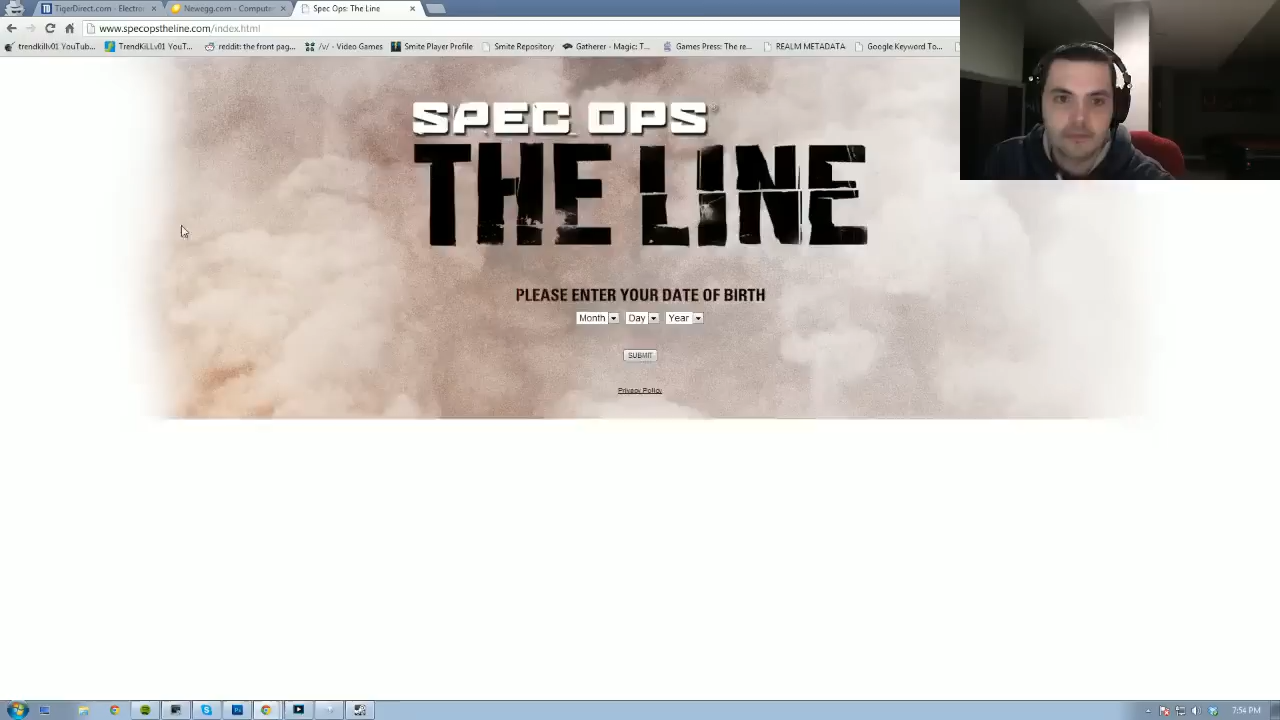 TigerDirect.com - Electro
Newegg.com - Computer
Spec Ops: The Line
www.specopstheline.com/index.html
trendkillv01 YouTub...
TrendKiLLv01 YouT...
reddit: the front pag...
/v/ - Video Games
Smite Player Profile
Smite Repository
Gatherer - Magic: T...
Games Press: The re...
REALM METADATA
Google Keyword To...
SPEC OPS
THE LINE
PLEASE ENTER YOUR DATE OF BIRTH
Month Day Year
SUBMIT
Privacy Policy
7:54 PM